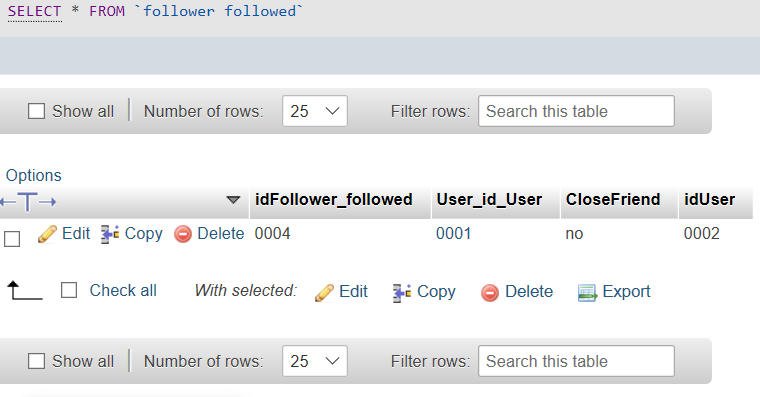 SELECT * FROM `follower followed`
Show all Number of rows: 25 Filter rows: Search this table
Options
idFollower_followed User_id_User CloseFriend idUser
Edit Copy Delete 0004 0001 no 0002
Check all With selected: Edit Copy Delete Export
Show all Number of rows: 25 Filter rows: Search this table